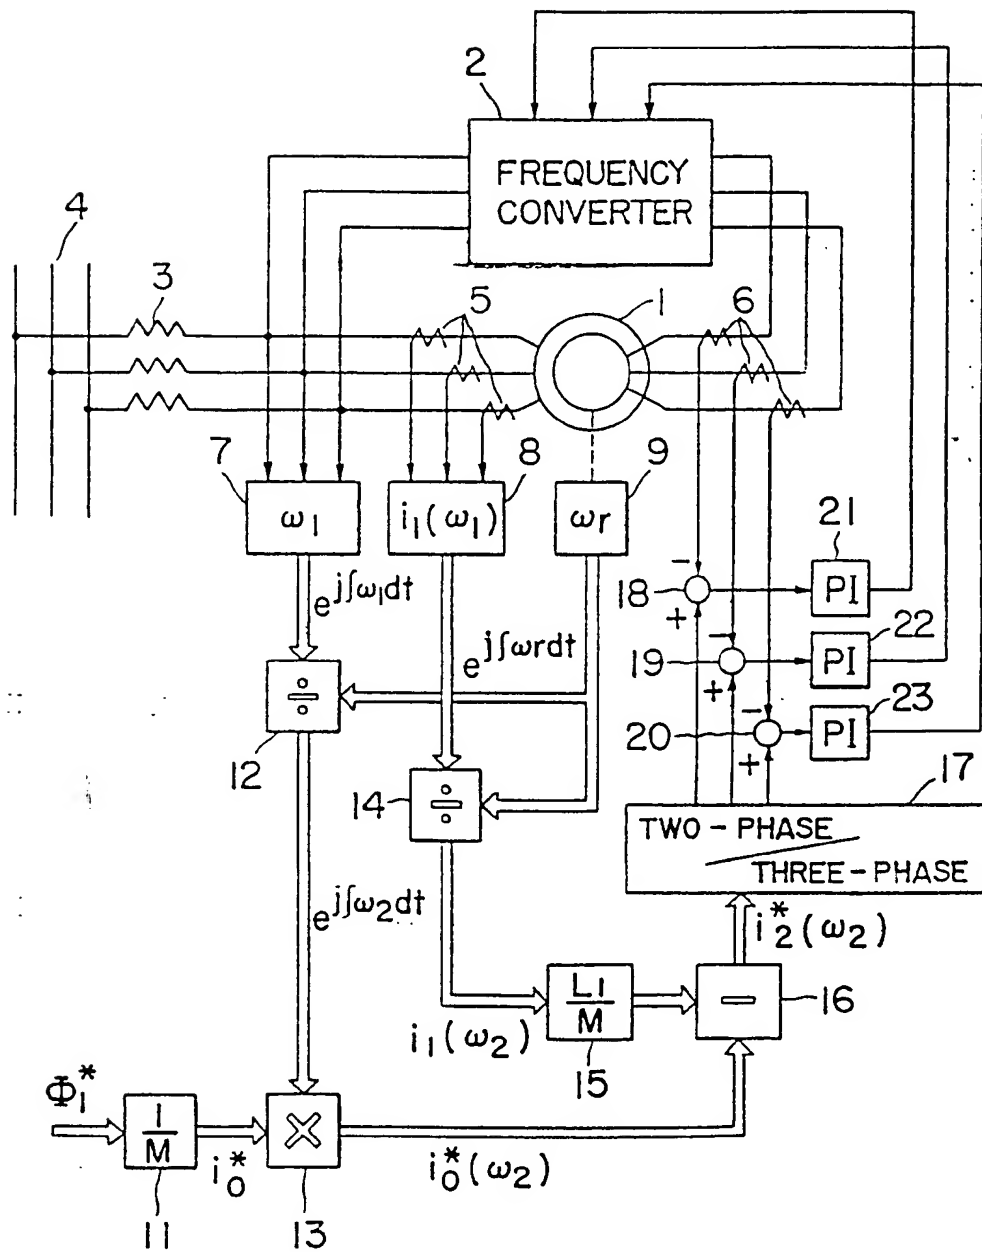 2
FREQUENCY
CONVERTER
4
3
5
1
6
7
8
9
ω1
i1(ω1)
ωr
21
PI
18
−
+
e^j∫ω1dt
e^j∫ωrdt
22
PI
19
−
+
23
PI
20
−
+
÷
12
14
÷
17
TWO-PHASE
THREE-PHASE
e^j∫ω2dt
i2*(ω2)
L1
M
−
16
i1(ω2)
15
Φ1*
1
M
i0*
×
i0*(ω2)
11
13